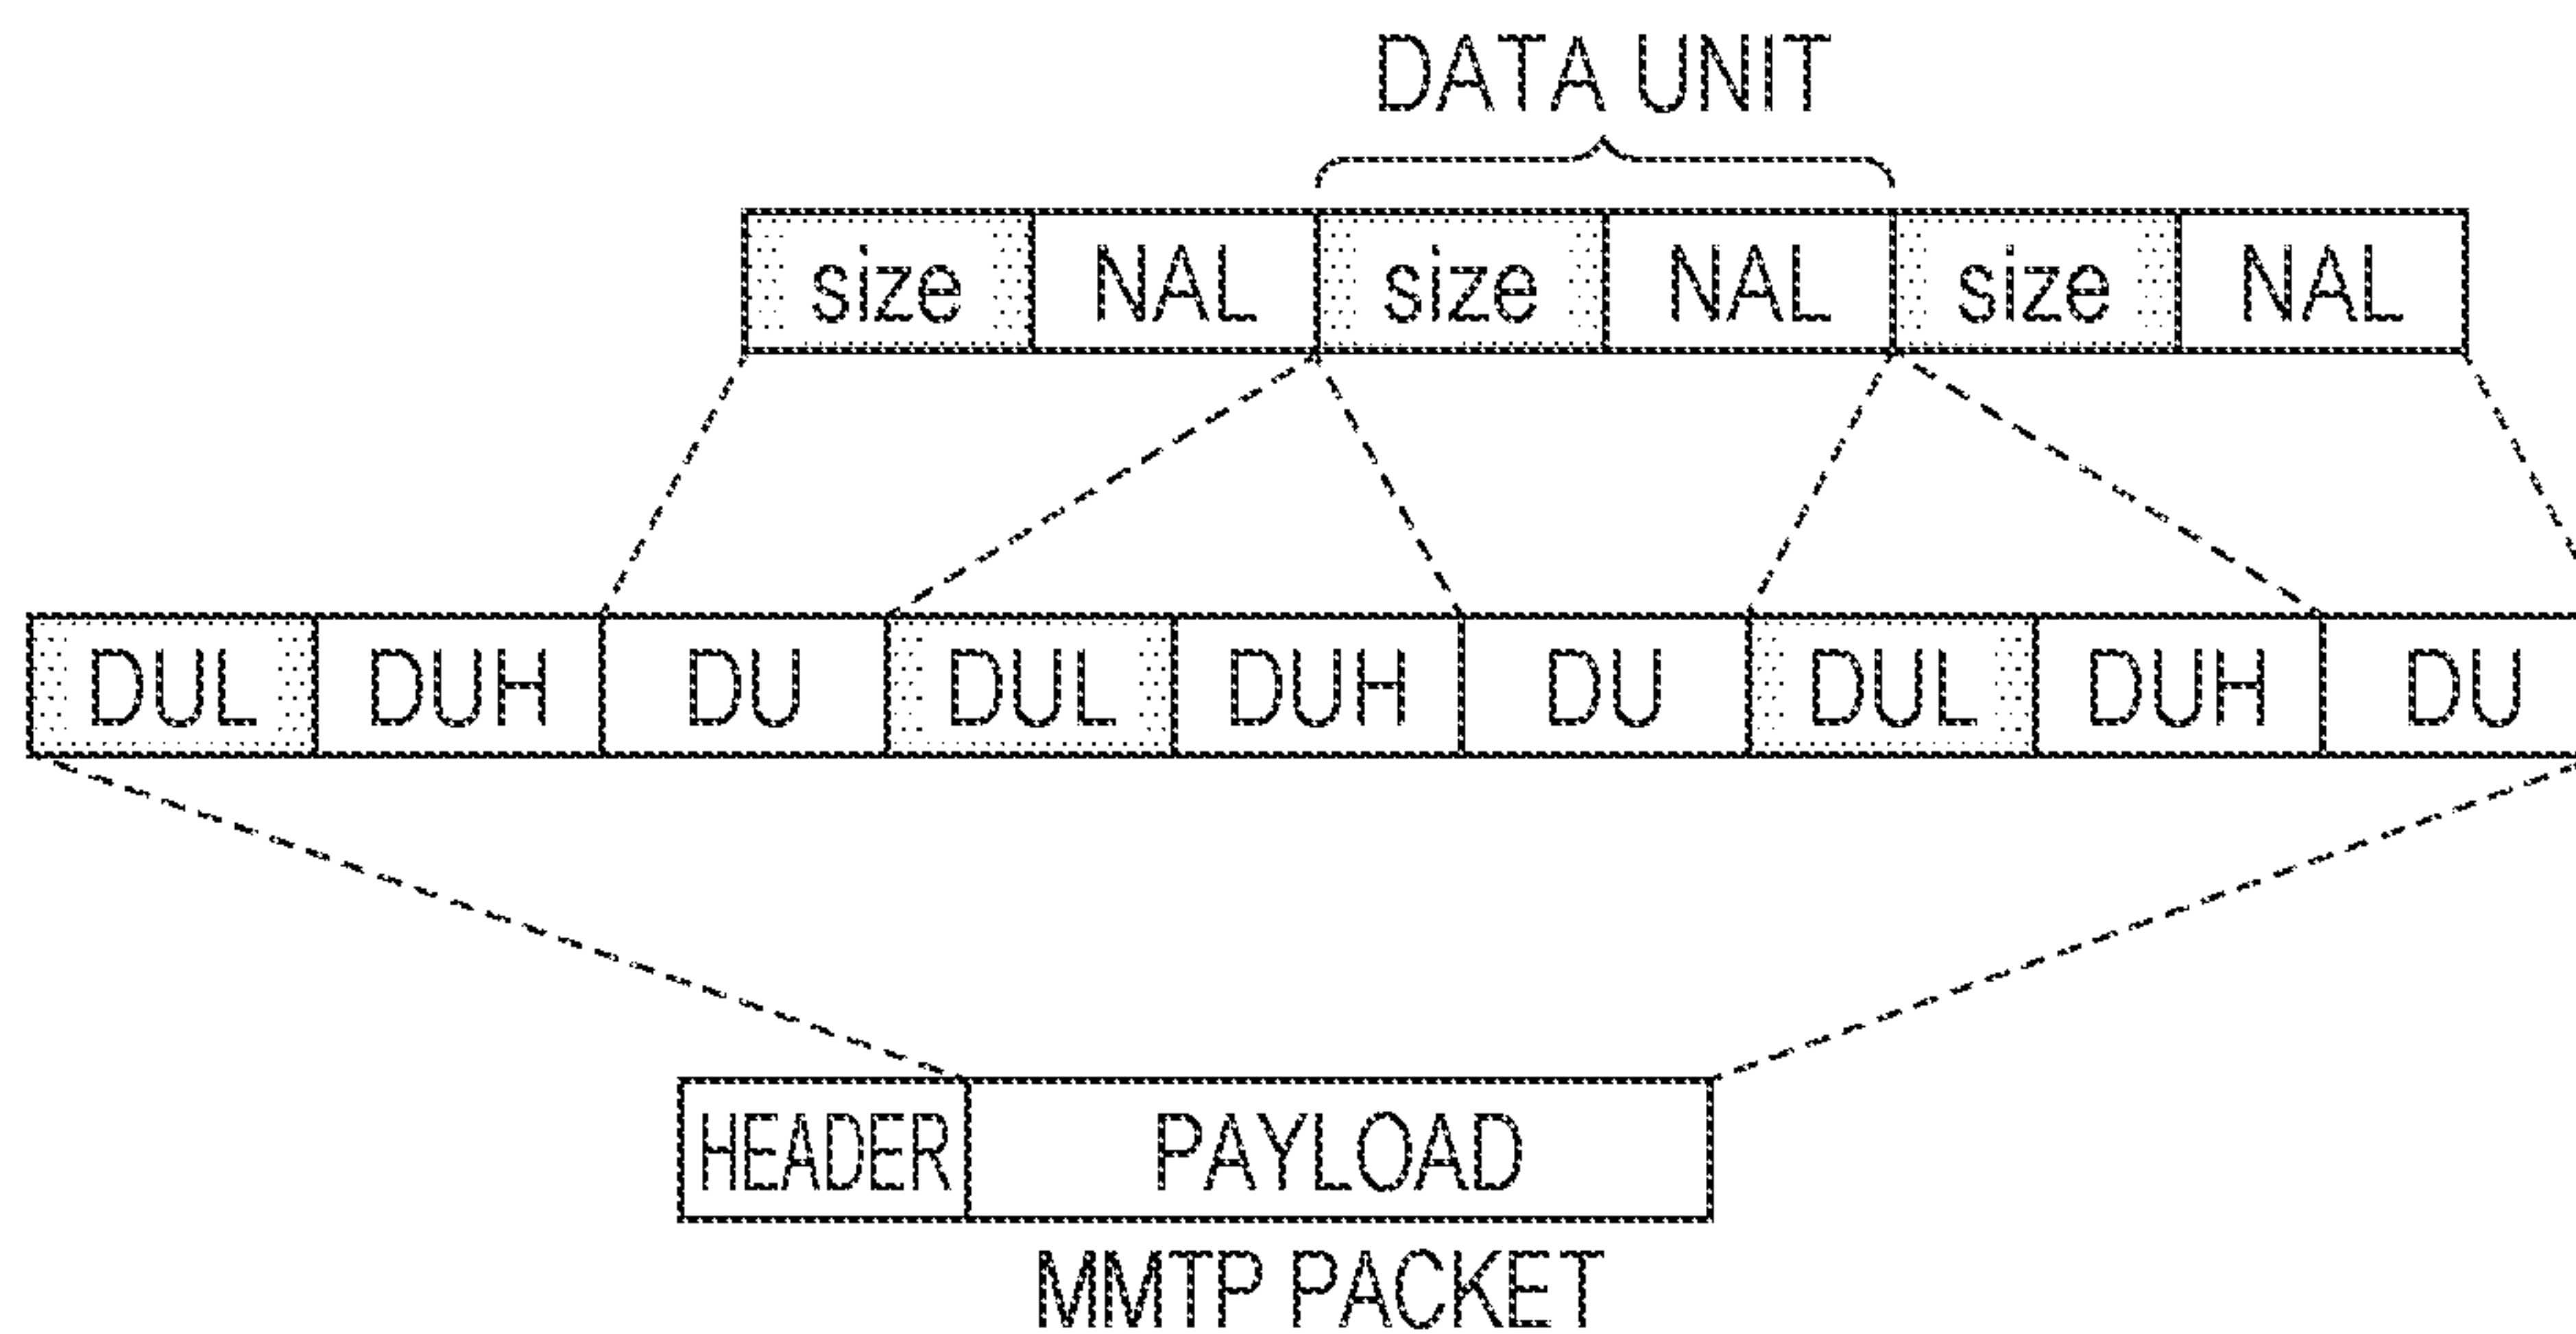 DATA UNIT
size NAL size NAL size NAL
DUL DUH DU DUL DUH DU DUL DUH DU
HEADER PAYLOAD
MMTP PACKET